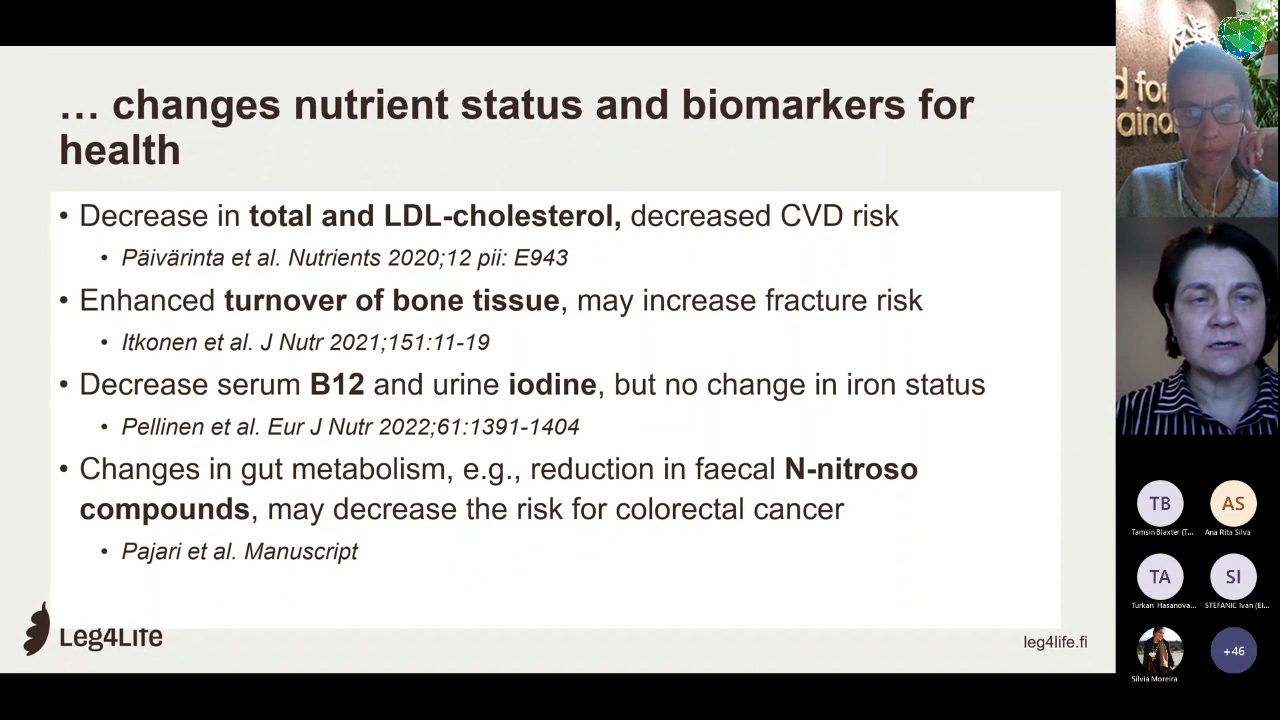 … changes nutrient status and biomarkers for
health
• Decrease in total and LDL-cholesterol, decreased CVD risk
• Päivärinta et al. Nutrients 2020;12 pii: E943
• Enhanced turnover of bone tissue, may increase fracture risk
• Itkonen et al. J Nutr 2021;151:11-19
• Decrease serum B12 and urine iodine, but no change in iron status
• Pellinen et al. Eur J Nutr 2022;61:1391-1404
• Changes in gut metabolism, e.g., reduction in faecal N-nitroso
compounds, may decrease the risk for colorectal cancer
• Pajari et al. Manuscript
Leg4Life
leg4life.fi
d for
aina
TB
AS
Tamsin Blaxter (T...
Ana Rita Silva
TA
SI
Turkan Hasanova...
STEFANIC Ivan (EI...
Silvia Moreira
+46